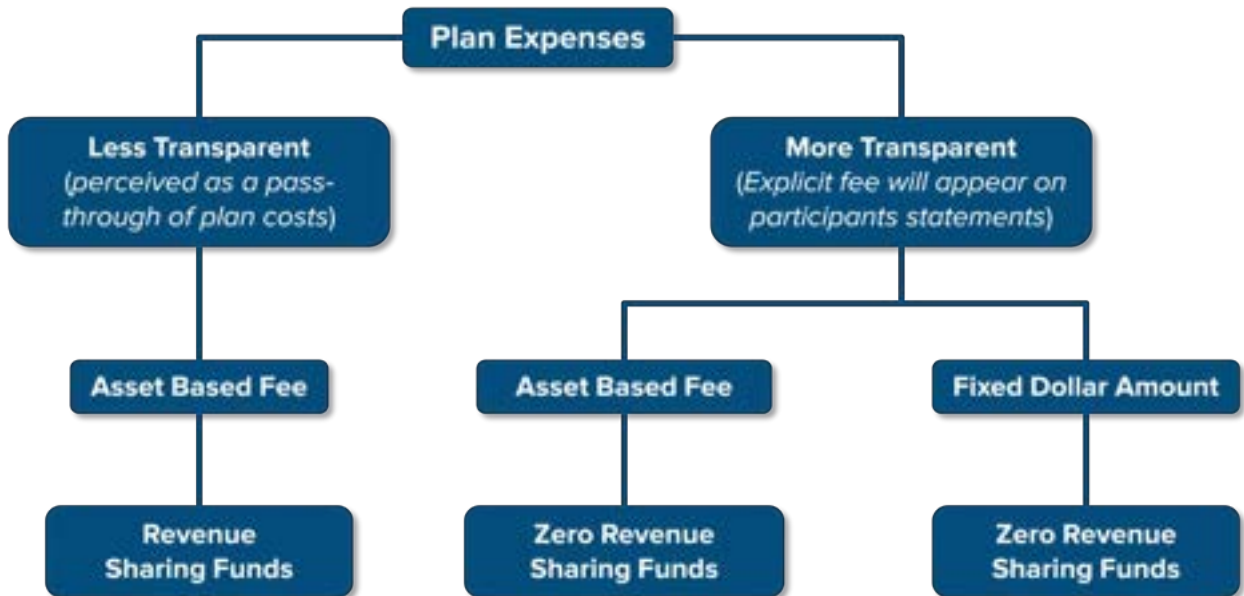 Plan Expenses
Less Transparent
(perceived as a pass-
through of plan costs)
More Transparent
(Explicit fee will appear on
participants statements)
Asset Based Fee
Asset Based Fee
Fixed Dollar Amount
Revenue
Sharing Funds
Zero Revenue
Sharing Funds
Zero Revenue
Sharing Funds